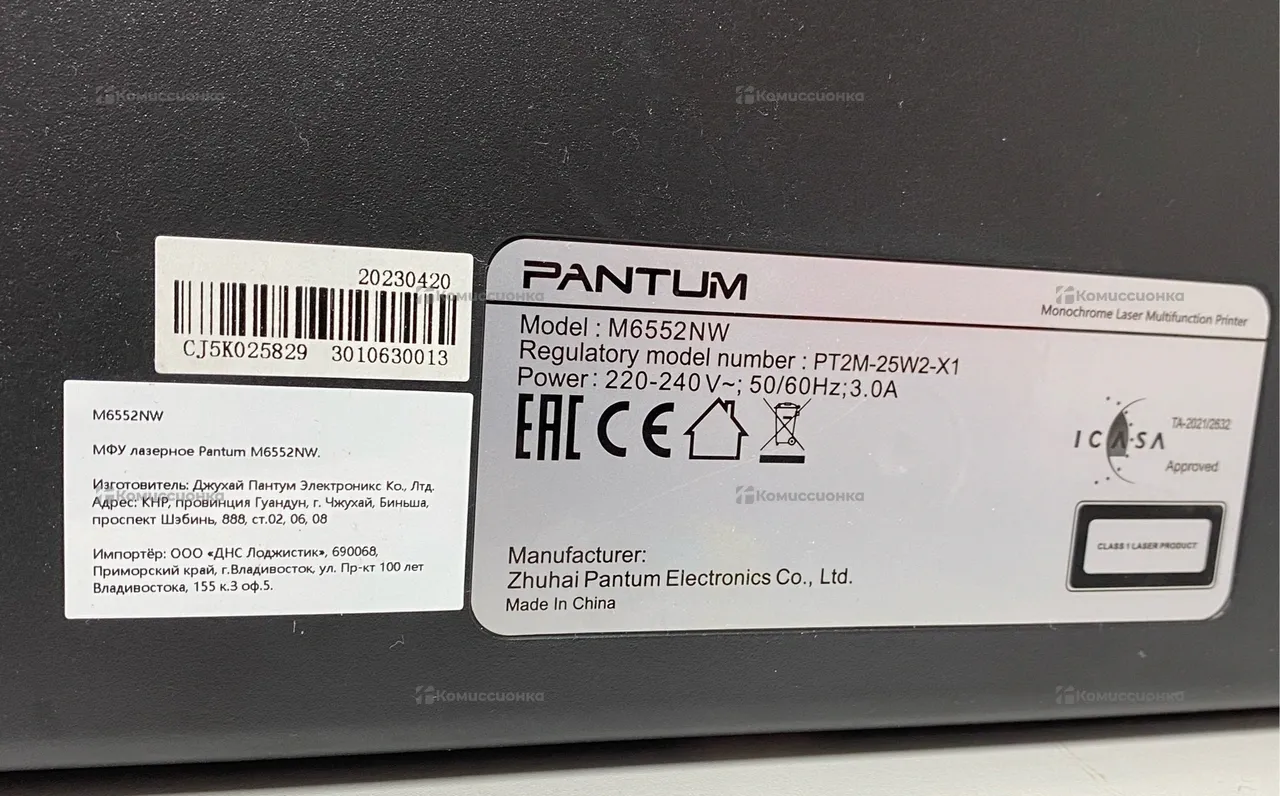 20230420
CJ5K025829 3010630013
M6552NW
МФУ лазерное Pantum M6552NW.
Изготовитель: Джухай Пантум Электроникс Ко., Лтд.
Адрес: КНР, провинция Гуандун, г. Чжухай, Биньша,
проспект Шэбинь, 888, ст.02, 06, 08
Импортёр: ООО «ДНС Лоджистик», 690068,
Приморский край, г.Владивосток, ул. Пр-кт 100 лет
Владивостока, 155 к.3 оф.5.
PANTUM
Monochrome Laser Multifunction Printer
Model : M6552NW
Regulatory model number : PT2M-25W2-X1
Power : 220-240V~; 50/60Hz;3.0A
EAC CE
ICASA
TA-2021/2532
Approved
CLASS 1 LASER PRODUCT
Manufacturer:
Zhuhai Pantum Electronics Co., Ltd.
Made In China
Комиссионка
Комиссионка
Комиссионка
Комиссионка
Комиссионка
Комиссионка
Комиссионка
Комиссионка